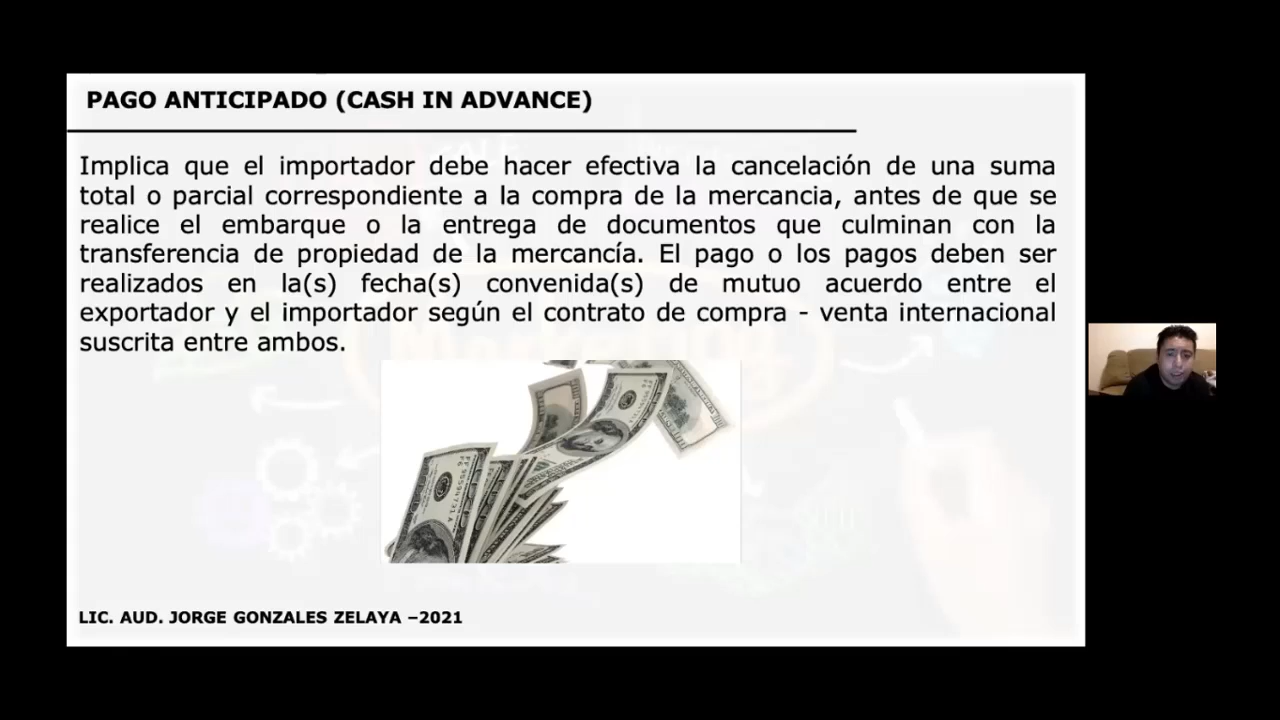 PAGO ANTICIPADO (CASH IN ADVANCE)
Implica que el importador debe hacer efectiva la cancelación de una suma
total o parcial correspondiente a la compra de la mercancia, antes de que se
realice el embarque o la entrega de documentos que culminan con la
transferencia de propiedad de la mercancía. El pago o los pagos deben ser
realizados en la(s) fecha(s) convenida(s) de mutuo acuerdo entre el
exportador y el importador según el contrato de compra - venta internacional
suscrita entre ambos.
LIC. AUD. JORGE GONZALES ZELAYA –2021